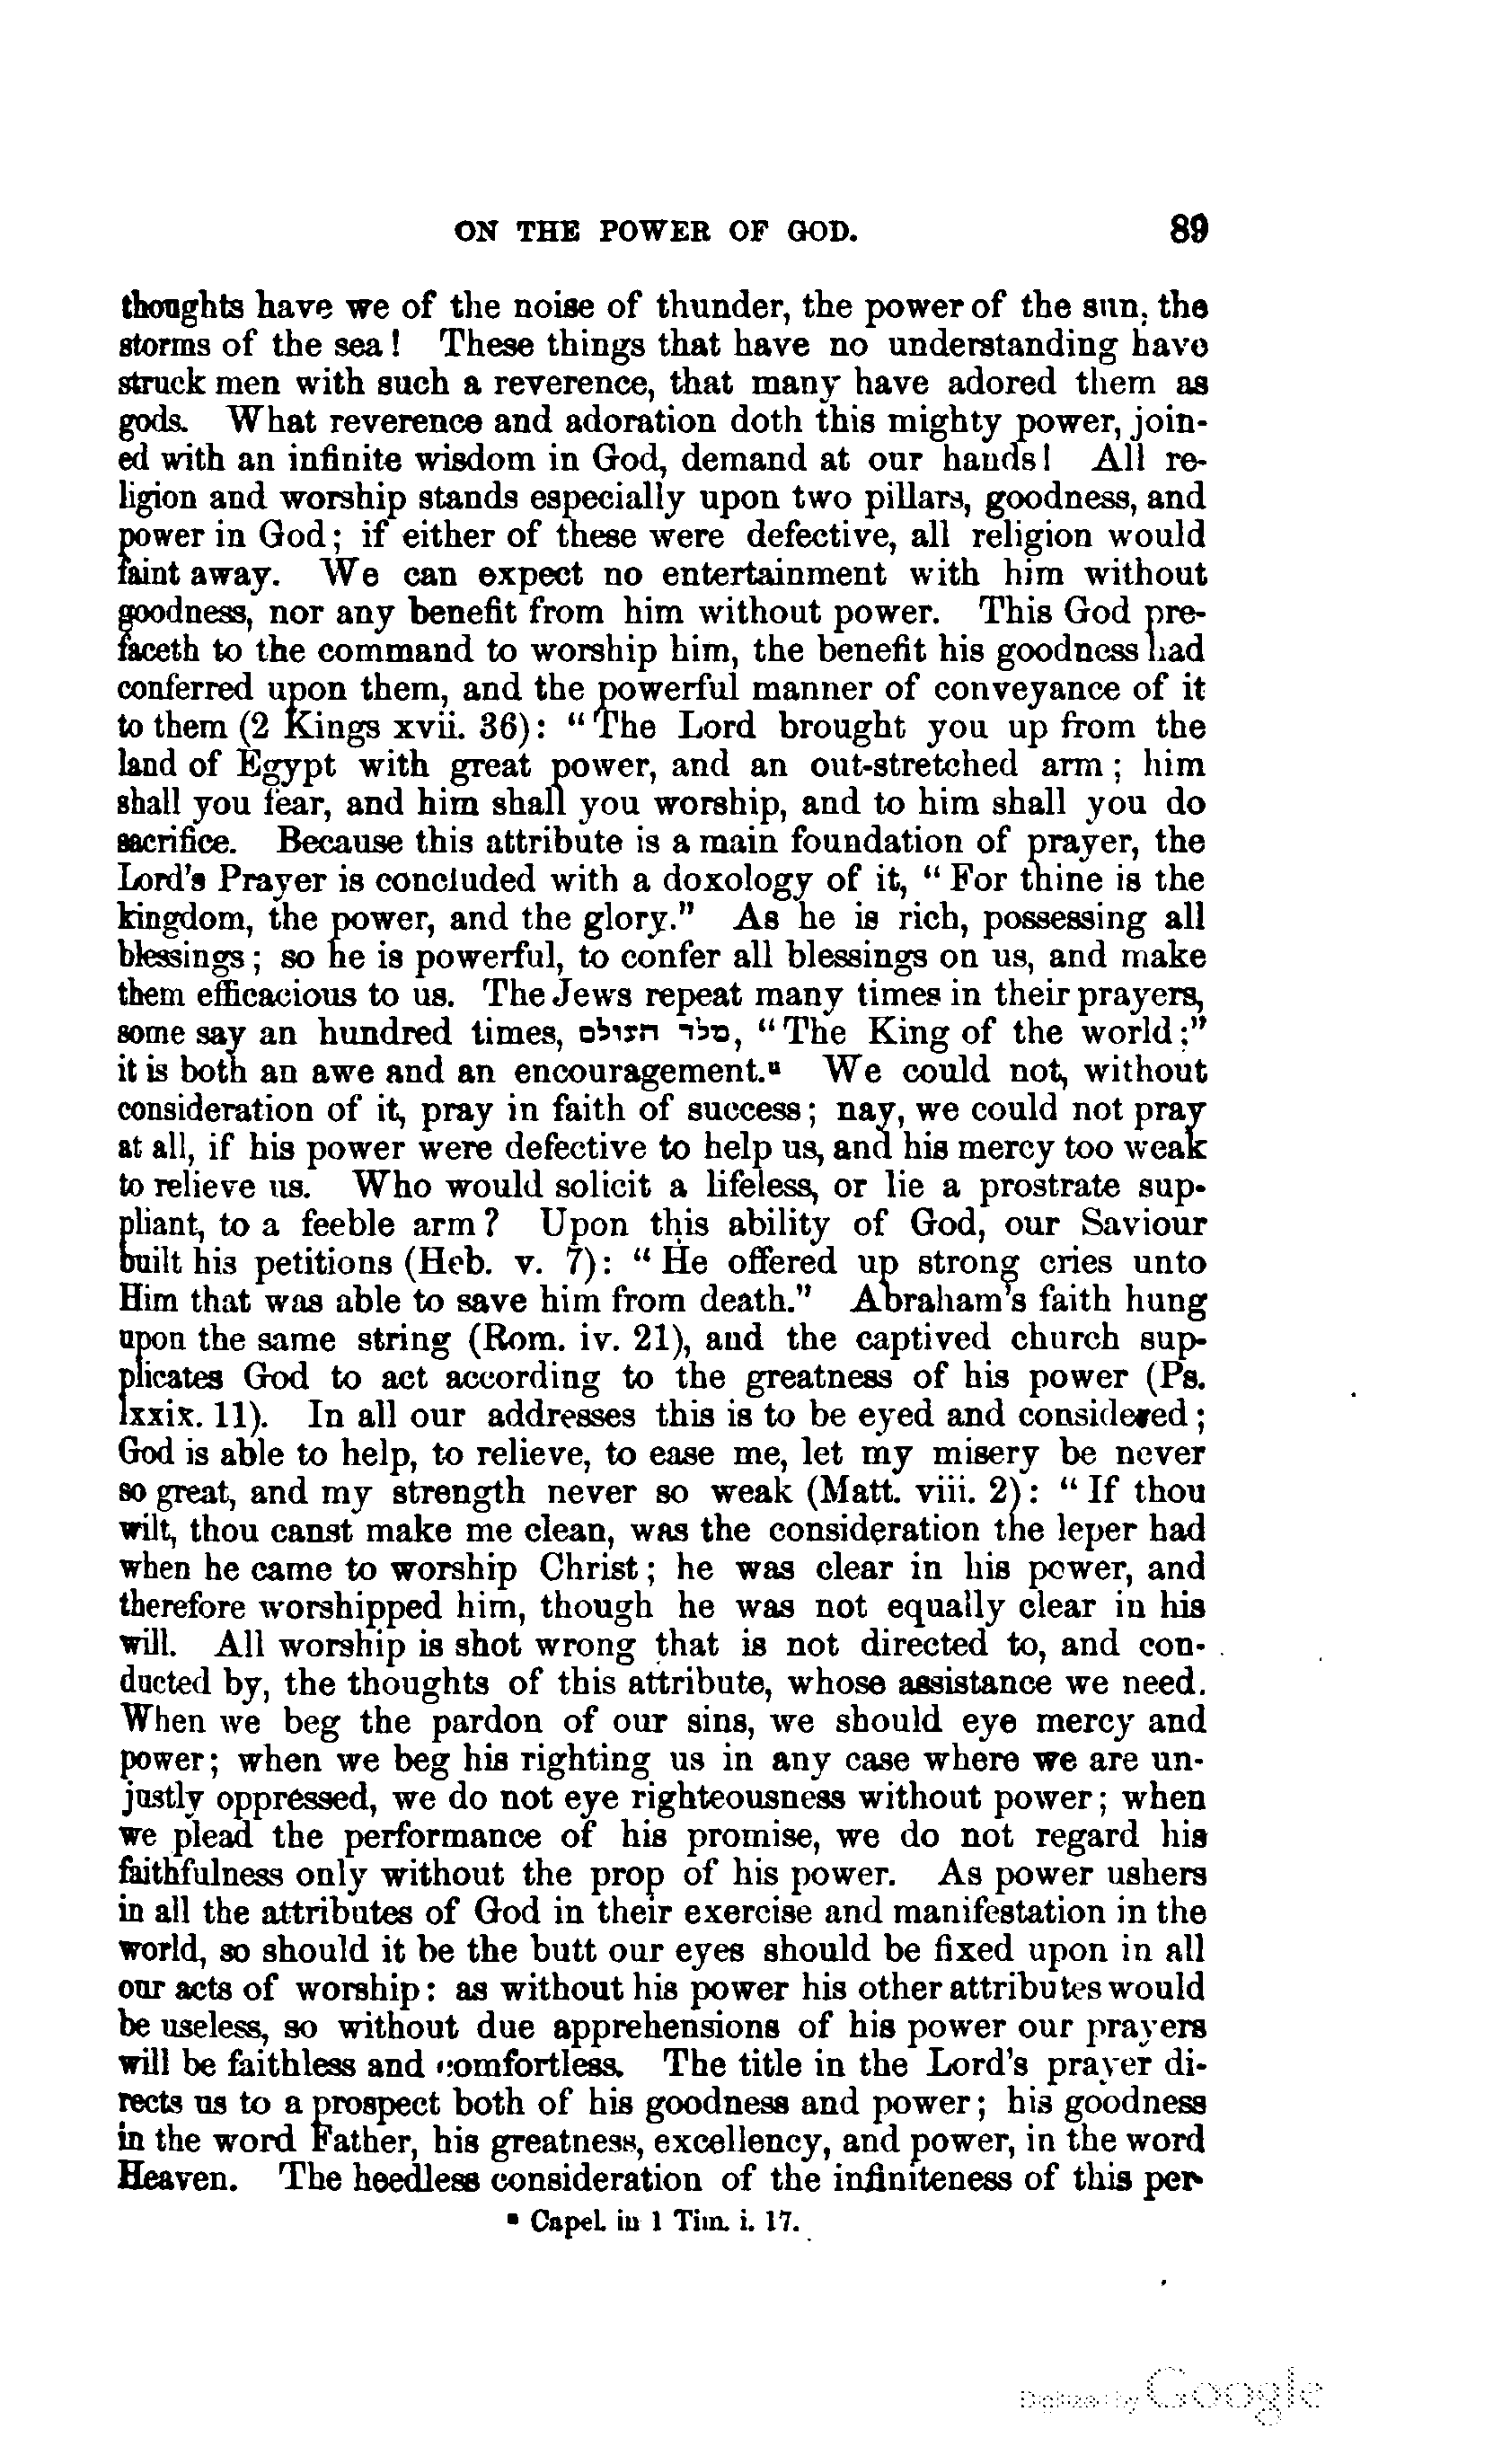 ON THE POWER OF GOD. 89
thoughts have we of the noise of thunder, the power of the sun, the
storms of the sea! These things that have no understanding have
struck men with such a reverence, that many have adored them as
gods. What reverence and adoration doth this mighty power, join-
ed with an infinite wisdom in God, demand at our hands! All re-
ligion and worship stands especially upon two pillars, goodness, and
power in God; if either of these were defective, all religion would
faint away. We can expect no entertainment with him without
goodness, nor any benefit from him without power. This God pre-
faceth to the command to worship him, the benefit his goodness had
conferred upon them, and the powerful manner of conveyance of it
to them (2 Kings xvii. 36): "The Lord brought you up from the
land of Egypt with great power, and an out-stretched arm; him
shall you fear, and him shall you worship, and to him shall you do
sacrifice. Because this attribute is a main foundation of prayer, the
Lord's Prayer is concluded with a doxology of it, "For thine is the
kingdom, the power, and the glory." As he is rich, possessing all
blessings; so he is powerful, to confer all blessings on us, and make
them efficacious to us. The Jews repeat many times in their prayers,
some say an hundred times, מלר חזולם, "The King of the world;"
it is both an awe and an encouragement.u We could not, without
consideration of it, pray in faith of success; nay, we could not pray
at all, if his power were defective to help us, and his mercy too weak
to relieve us. Who would solicit a lifeless, or lie a prostrate sup-
pliant, to a feeble arm? Upon this ability of God, our Saviour
built his petitions (Heb. v. 7): "He offered up strong cries unto
Him that was able to save him from death." Abraham's faith hung
upon the same string (Rom. iv. 21), and the captived church sup-
plicates God to act according to the greatness of his power (Ps.
lxxix. 11). In all our addresses this is to be eyed and considered;
God is able to help, to relieve, to ease me, let my misery be never
so great, and my strength never so weak (Matt. viii. 2): "If thou
wilt, thou canst make me clean, was the consideration the leper had
when he came to worship Christ; he was clear in his power, and
therefore worshipped him, though he was not equally clear in his
will. All worship is shot wrong that is not directed to, and con-
ducted by, the thoughts of this attribute, whose assistance we need.
When we beg the pardon of our sins, we should eye mercy and
power; when we beg his righting us in any case where we are un-
justly oppressed, we do not eye righteousness without power; when
we plead the performance of his promise, we do not regard his
faithfulness only without the prop of his power. As power ushers
in all the attributes of God in their exercise and manifestation in the
world, so should it be the butt our eyes should be fixed upon in all
our acts of worship: as without his power his other attributes would
be useless, so without due apprehensions of his power our prayers
will be faithless and comfortless. The title in the Lord's prayer di-
rects us to a prospect both of his goodness and power; his goodness
in the word Father, his greatness, excellency, and power, in the word
Heaven. The heedless consideration of the infiniteness of this per-
u Capel. in 1 Tim. i. 17.
Digitized by Google